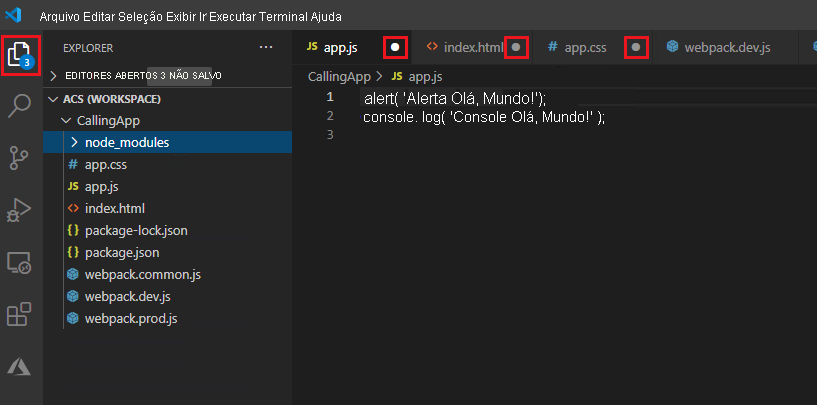 Arquivo Editar Seleção Exibir Ir Executar Terminal Ajuda
3
EXPLORER
EDITORES ABERTOS 3 NÃO SALVO
ACS (WORKSPACE)
CallingApp
node_modules
# app.css
JS app.js
<> index.html
{} package-lock.json
{} package.json
webpack.common.js
webpack.dev.js
webpack.prod.js
JS app.js <> index.html # app.css webpack.dev.js
CallingApp > JS app.js
1 alert( 'Alerta Olá, Mundo!');
2 console. log( 'Console Olá, Mundo!' );
3